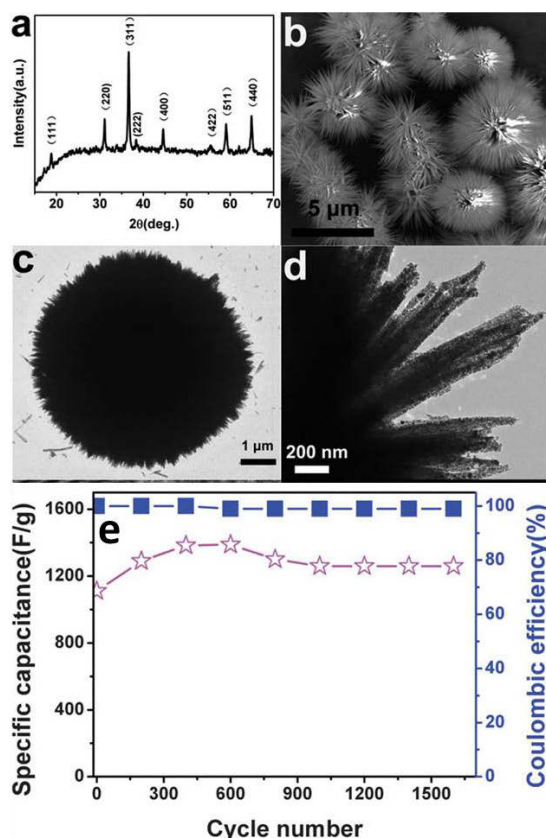 a
Intensity(a.u.)
(111)
(220)
(311)
(222)
(400)
(422)
(511)
(440)
20 30 40 50 60 70
2θ(deg.)
b
5 µm
c
1 µm
d
200 nm
e
Specific capacitance(F/g)
1600
1200
800
400
0
100
80
60
40
20
0
Coulombic efficiency(%)
0 300 600 900 1200 1500
Cycle number